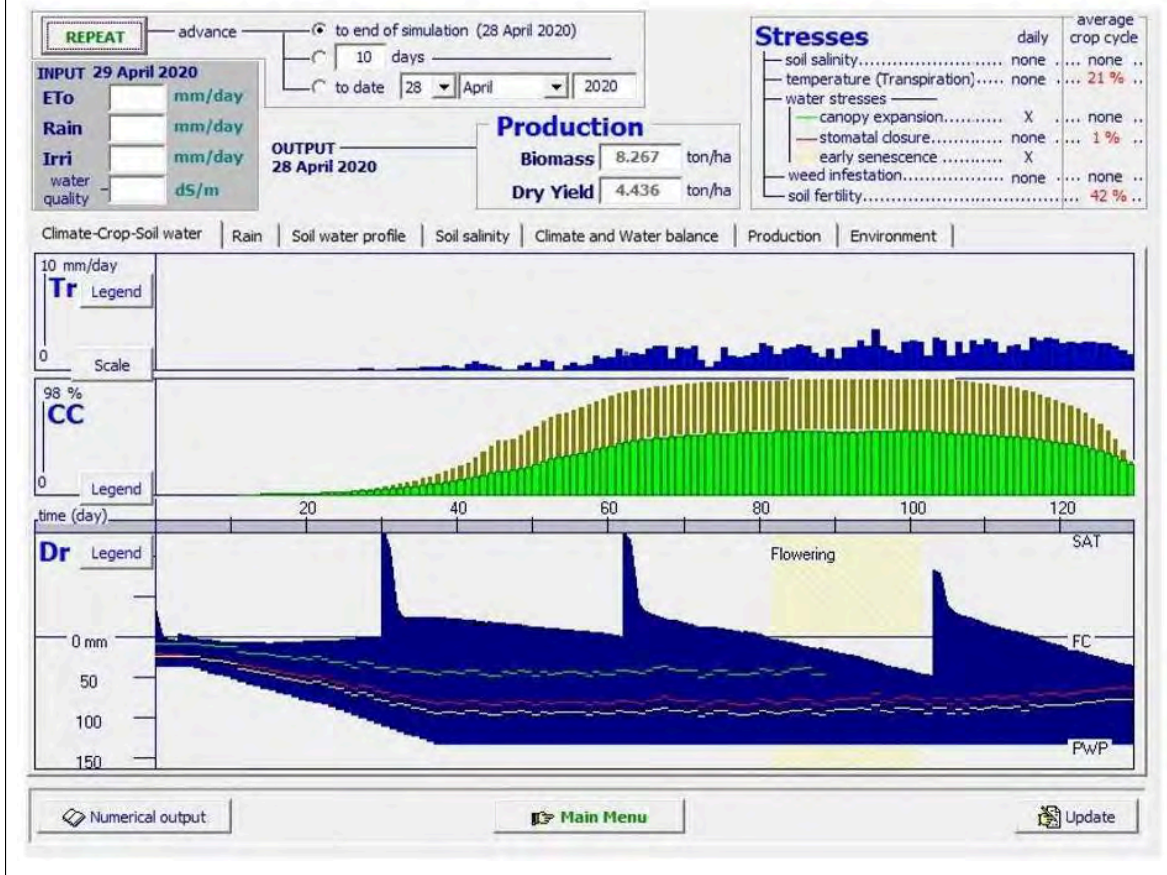 REPEAT
advance
to end of simulation (28 April 2020)
10 days
to date 28 April 2020
INPUT 29 April 2020
ETo mm/day
Rain mm/day
Irri mm/day
water quality dS/m
OUTPUT
28 April 2020
Production
Biomass 8.267 ton/ha
Dry Yield 4.436 ton/ha
Stresses daily average crop cycle
soil salinity............ none .... none ..
temperature (Transpiration)..... none .... 21 % ..
water stresses
canopy expansion.......... X .... none ..
stomatal closure.......... none .... 1 % ..
early senescence ............ X
weed infestation............ none .... none ..
soil fertility.................................... 42 % ..
Climate-Crop-Soil water Rain Soil water profile Soil salinity Climate and Water balance Production Environment
10 mm/day
Tr Legend
0
Scale
98 %
CC
0
Legend
time (day)
20 40 60 80 100 120
Dr Legend
Flowering
SAT
0 mm
FC
50
100
PWP
150
Numerical output
Main Menu
Update